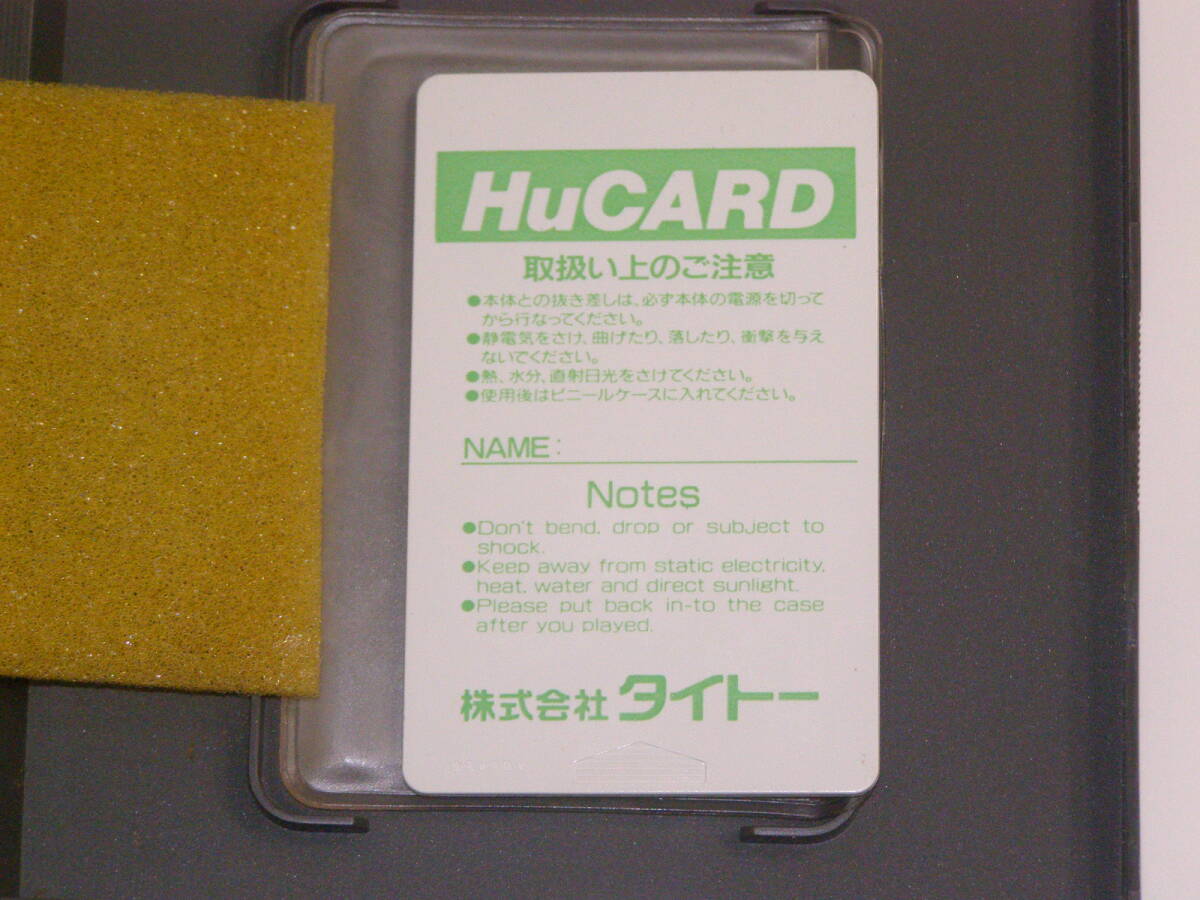 HuCARD
取扱い上のご注意
●本体との抜き差しは、必ず本体の電源を切って
から行なってください。
●静電気をさけ、曲げたり、落したり、衝撃を与え
ないでください。
●熱、水分、直射日光をさけてください。
●使用後はビニールケースに入れてください。
NAME:
Notes
●Don't bend, drop or subject to
shock.
●Keep away from static electricity,
heat, water and direct sunlight.
●Please put back in-to the case
after you played.
株式会社 タイトー